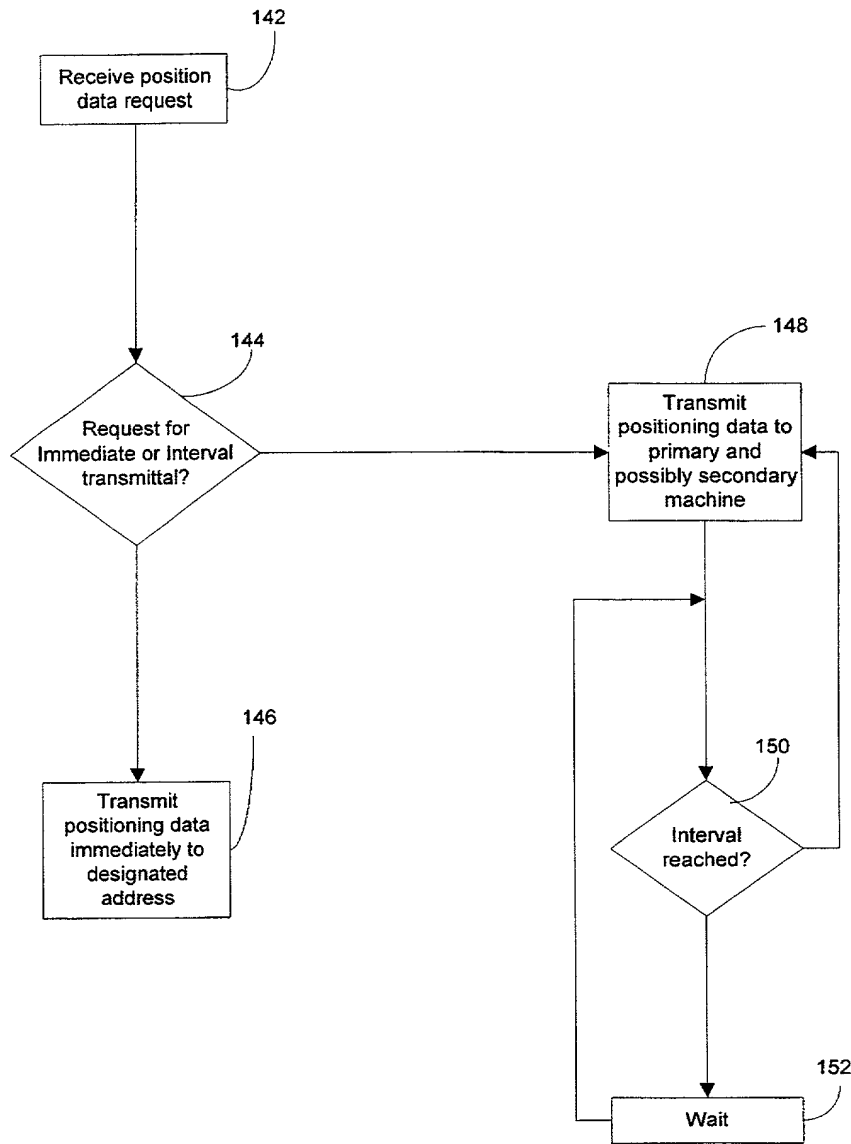 142
Receive position
data request
144
Request for
Immediate or Interval
transmittal?
148
Transmit
positioning data to
primary and
possibly secondary
machine
146
Transmit
positioning data
immediately to
designated
address
150
Interval
reached?
152
Wait